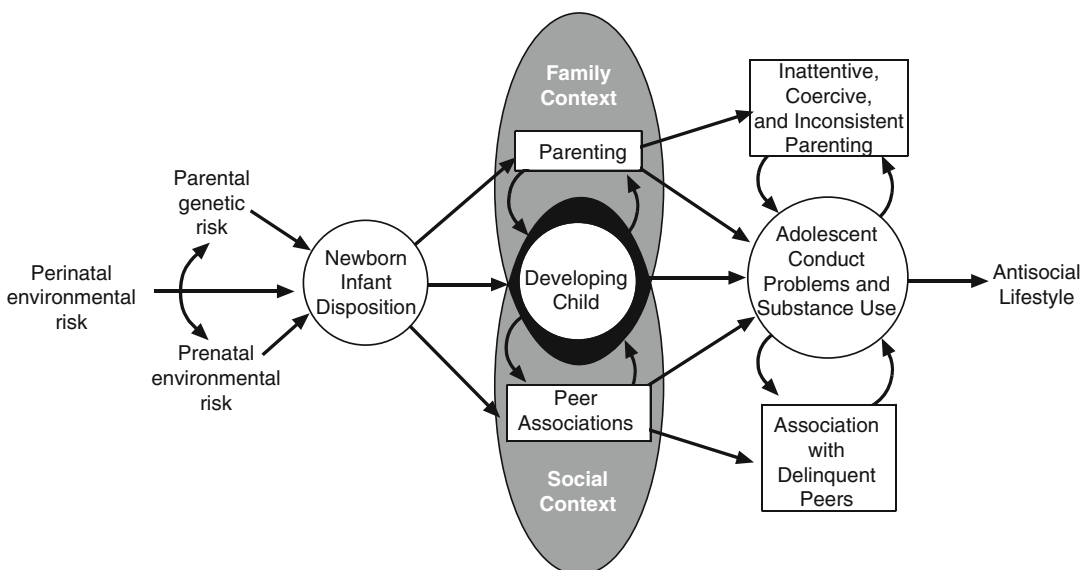 Parental
genetic
risk
Perinatal
environmental
risk
Prenatal
environmental
risk
Newborn
Infant
Disposition
Family
Context
Parenting
Developing
Child
Peer
Associations
Social
Context
Inattentive,
Coercive,
and Inconsistent
Parenting
Adolescent
Conduct
Problems and
Substance Use
Association
with
Delinquent
Peers
Antisocial
Lifestyle